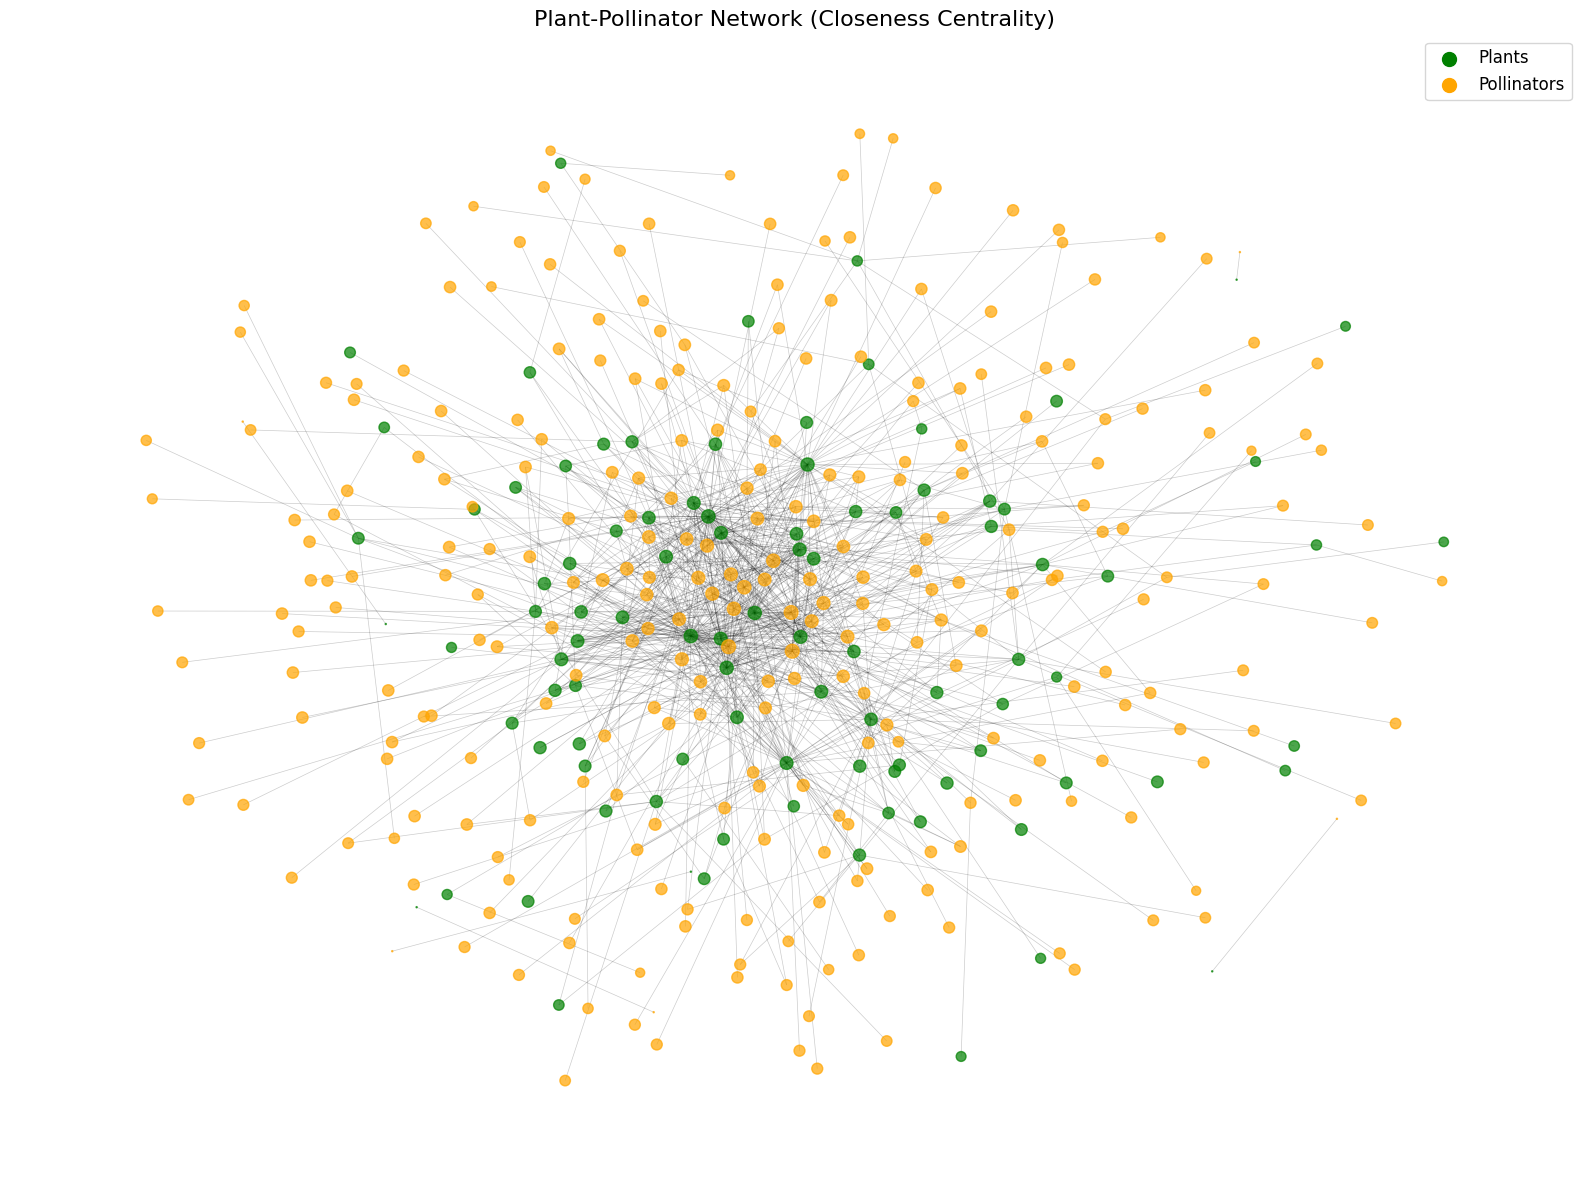 Plant-Pollinator Network (Closeness Centrality)
Plants
Pollinators